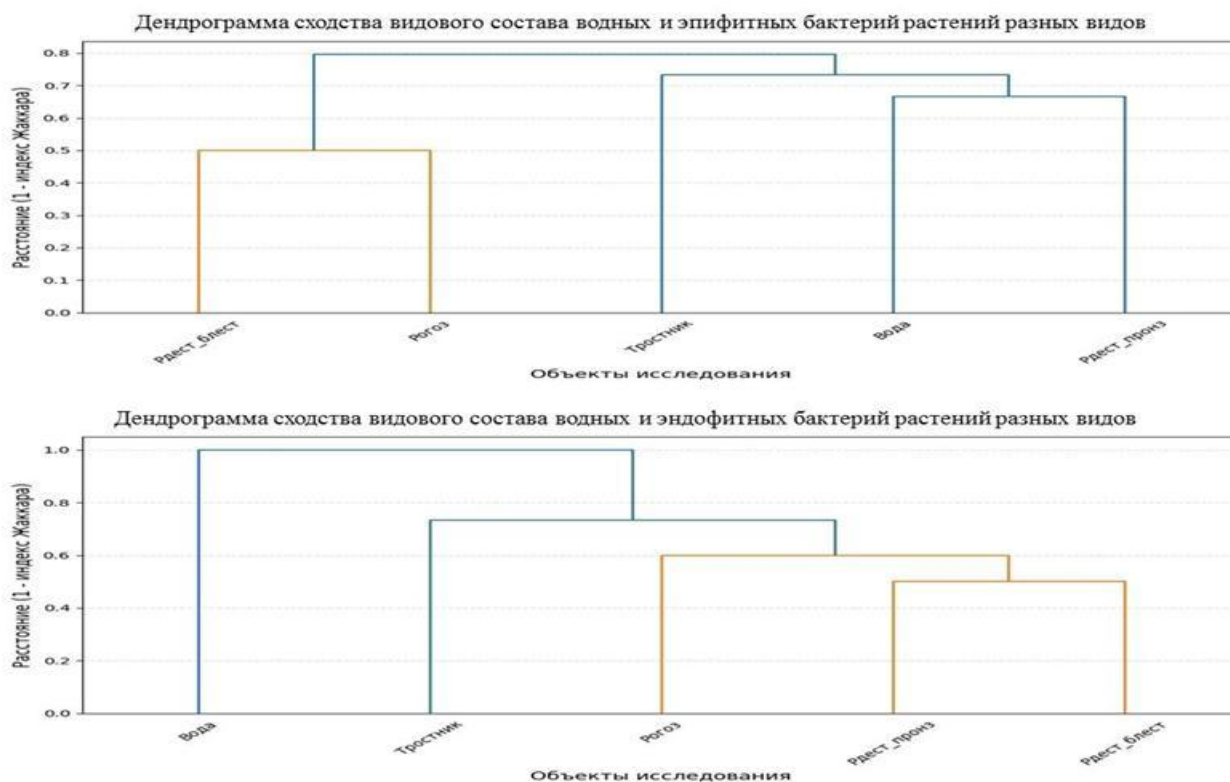 Дендрограмма сходства видового состава водных и эпифитных бактерий растений разных видов
Расстояние (1 - индекс Жаккара)
0.8
0.7
0.6
0.5
0.4
0.3
0.2
0.1
0.0
Рдест_блест
Рогоз
Тростник
Вода
Рдест_пронз
Объекты исследования
Дендрограмма сходства видового состава водных и эндофитных бактерий растений разных видов
Расстояние (1 - индекс Жаккара)
1.0
0.8
0.6
0.4
0.2
0.0
Вода
Тростник
Рогоз
Рдест_пронз
Рдест_блест
Объекты исследования